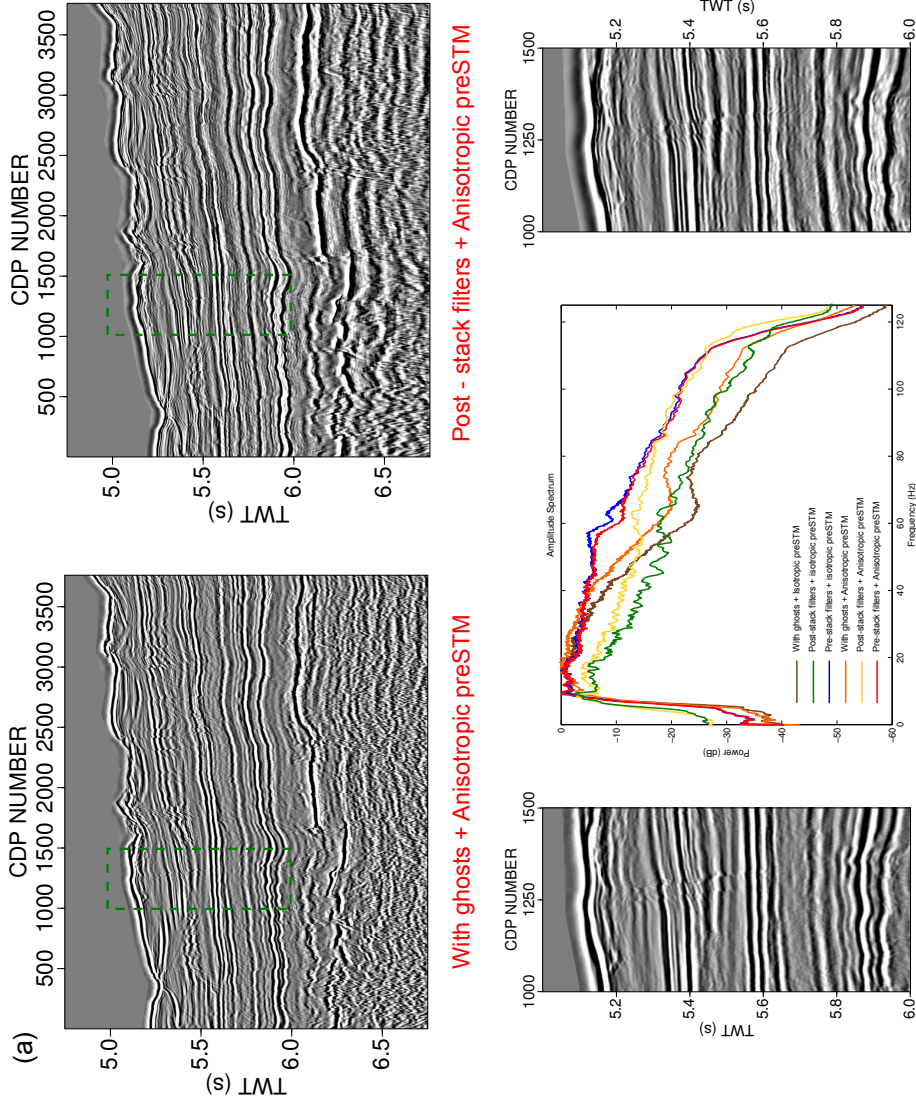 (a)
CDP NUMBER
500 1000 1500 2000 2500 3000 3500
5.0
5.5
6.0
6.5
TWT (s)
With ghosts + Anisotropic preSTM
CDP NUMBER
500 1000 1500 2000 2500 3000 3500
5.0
5.5
6.0
6.5
TWT (s)
Post - stack filters + Anisotropic preSTM
CDP NUMBER
1000 1250 1500
5.2
5.4
5.6
5.8
6.0
TWT (s)
Amplitude Spectrum
0
−10
−20
−30
−40
−50
−60
Power (dB)
0 20 40 60 80 100 120
Frequency (Hz)
With ghosts + Isotropic preSTM
Post-stack filters + isotropic preSTM
Pre-stack filters + isotropic preSTM
With ghosts + Anisotropic preSTM
Post-stack filters + Anisotropic preSTM
Pre-stack filters + Anisotropic preSTM
CDP NUMBER
1000 1250 1500
TWT (s)
5.2
5.4
5.6
5.8
6.0